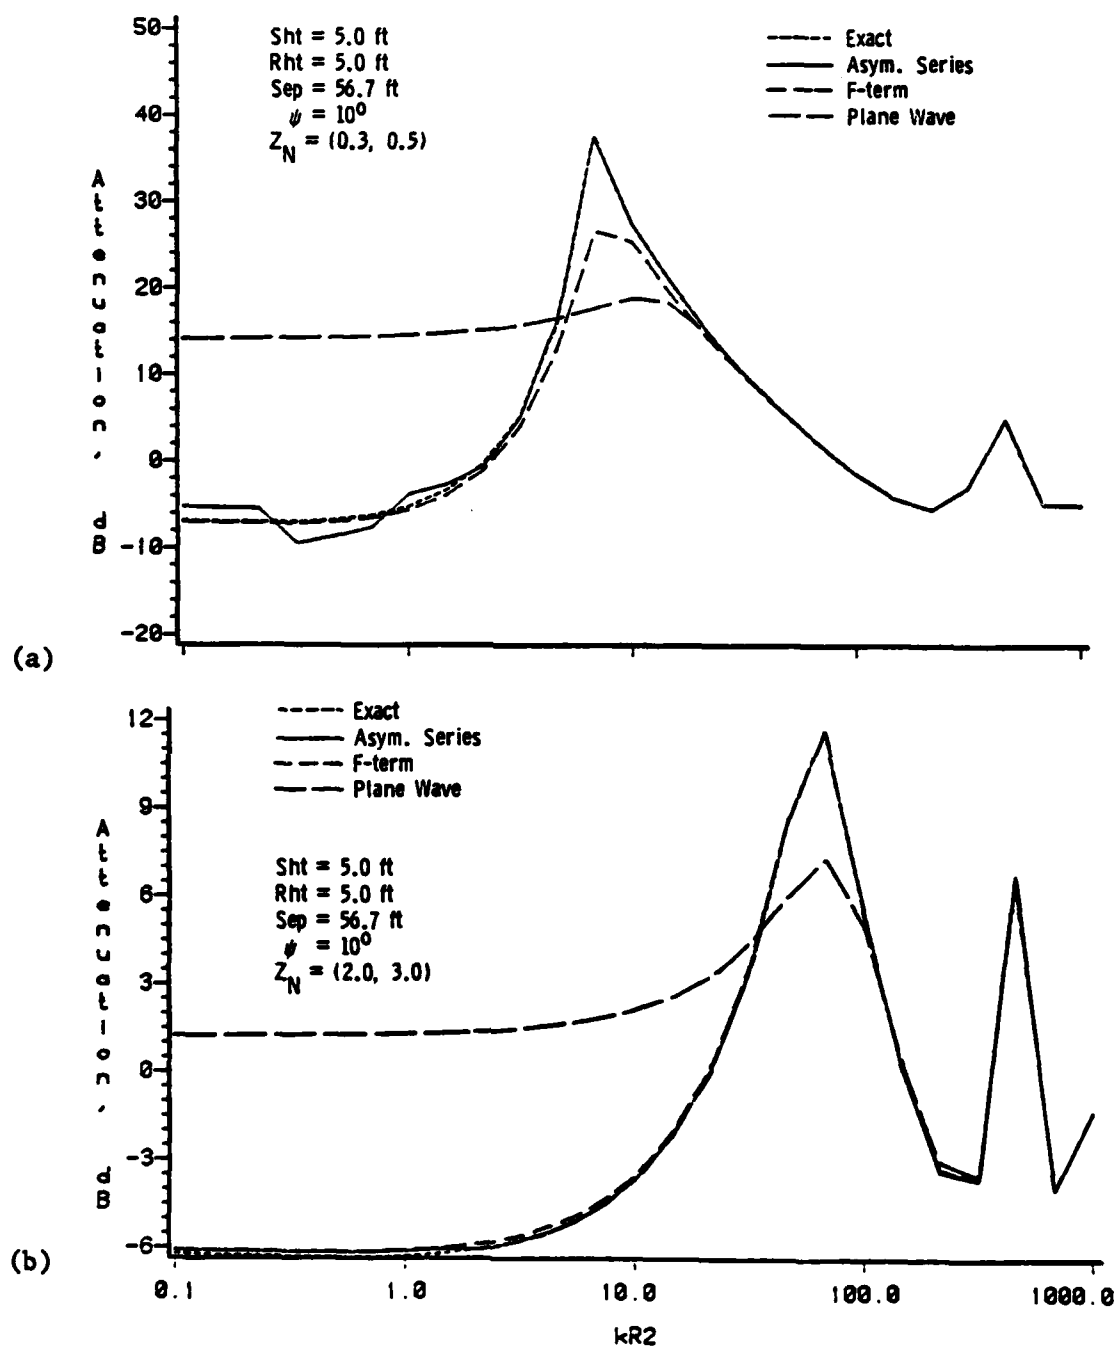 50
40
30
20
10
0
-10
-20
Attenuation, dB
Sht = 5.0 ft
Rht = 5.0 ft
Sep = 56.7 ft
ψ = 10⁰
Z_N = (0.3, 0.5)
Exact
Asym. Series
F-term
Plane Wave
(a)
12
9
6
3
0
-3
-6
Attenuation, dB
Exact
Asym. Series
F-term
Plane Wave
Sht = 5.0 ft
Rht = 5.0 ft
Sep = 56.7 ft
ψ = 10⁰
Z_N = (2.0, 3.0)
(b)
0.1 1.0 10.0 100.0 1000.0
kR2